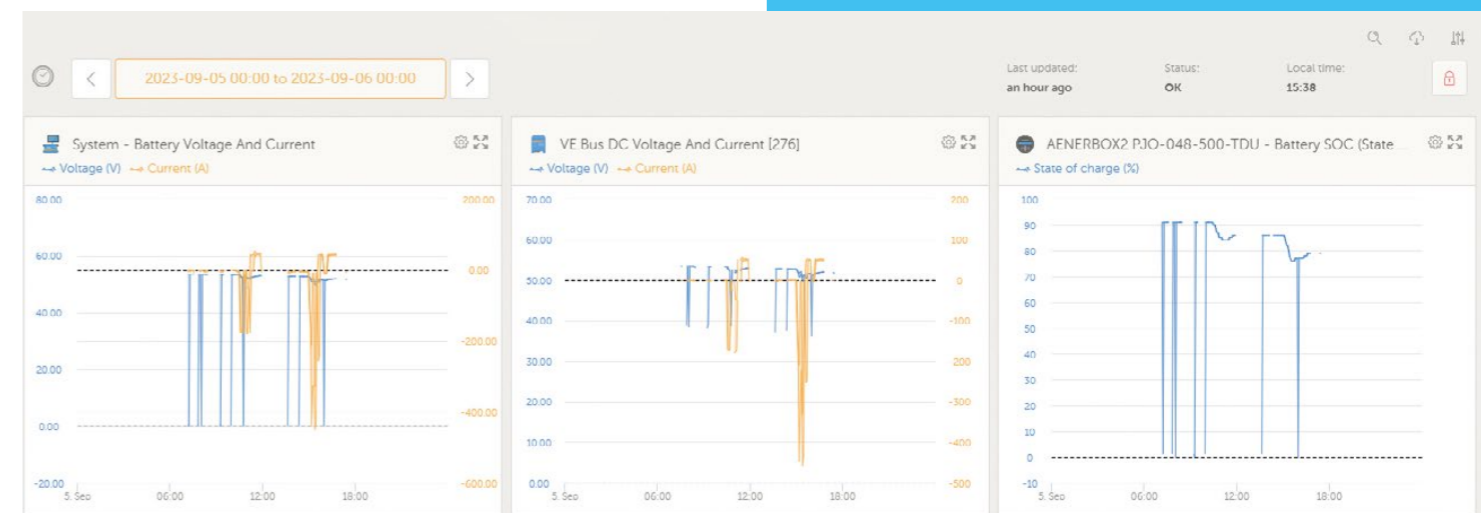 2023-09-05 00:00 to 2023-09-06 00:00
Last updated:
an hour ago
Status:
OK
Local time:
15:38
System - Battery Voltage And Current
Voltage (V) Current (A)
80.00
60.00
40.00
20.00
0.00
-20.00
200.00
0.00
-200.00
-400.00
-600.00
5. Sep 06:00 12:00 18:00
VE Bus DC Voltage And Current [276]
Voltage (V) Current (A)
70.00
60.00
50.00
40.00
30.00
20.00
10.00
0.00
200
100
0
-100
200
-300
-400
-500
5. Sep 06:00 12:00 18:00
AENERBOX2 PJO-048-500-TDU - Battery SOC (State ...
State of charge (%)
100
90
80
70
60
50
40
30
20
10
0
-10
5. Sep 06:00 12:00 18:00